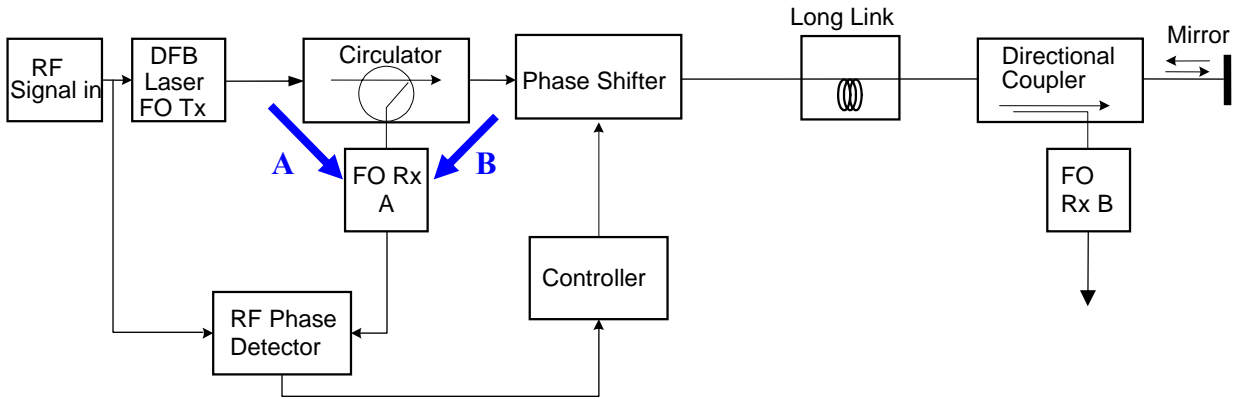 RF
Signal in
DFB
Laser
FO Tx
Circulator
Phase Shifter
Long Link
Directional
Coupler
Mirror
A
B
FO Rx
A
FO
Rx B
Controller
RF Phase
Detector